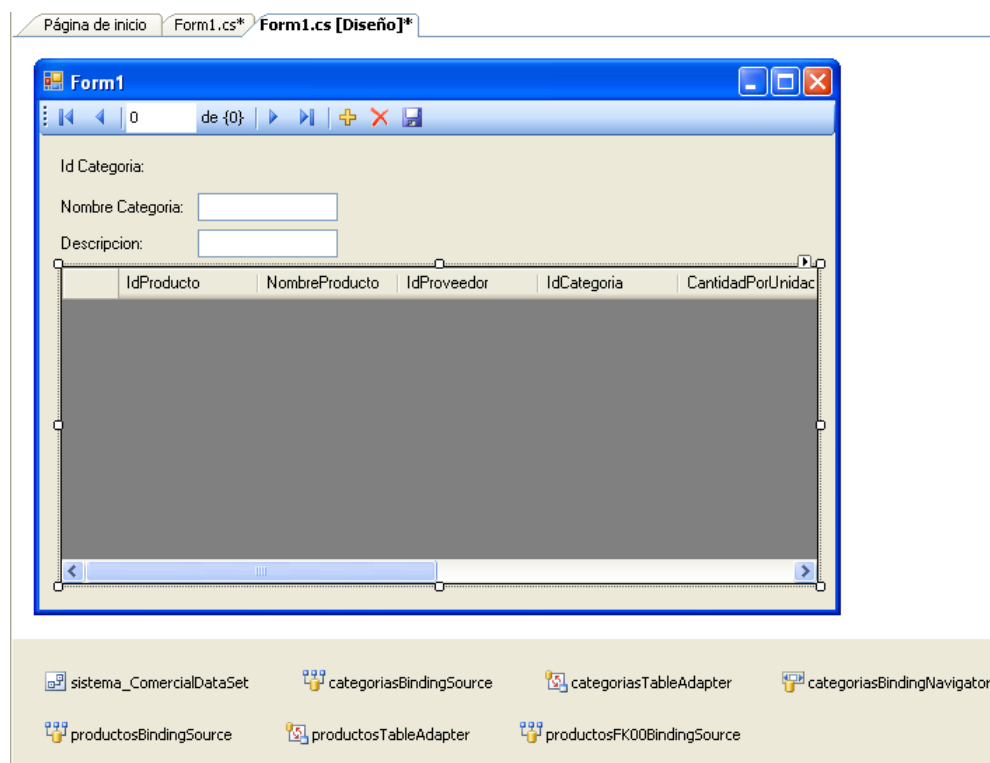 Página de inicio Form1.cs* Form1.cs [Diseño]*
Form1
0 de {0}
Id Categoria:
Nombre Categoria:
Descripcion:
IdProducto NombreProducto IdProveedor IdCategoria CantidadPorUnidac
sistema_ComercialDataSet categoriasBindingSource categoriasTableAdapter categoriasBindingNavigator
productosBindingSource productosTableAdapter productosFK00BindingSource